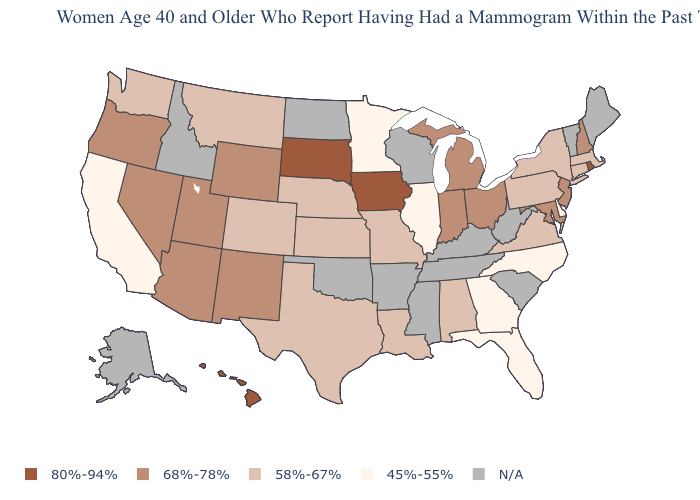 Women Age 40 and Older Who Report Having Had a Mammogram Within the Past
80%-94%
68%-78%
58%-67%
45%-55%
N/A